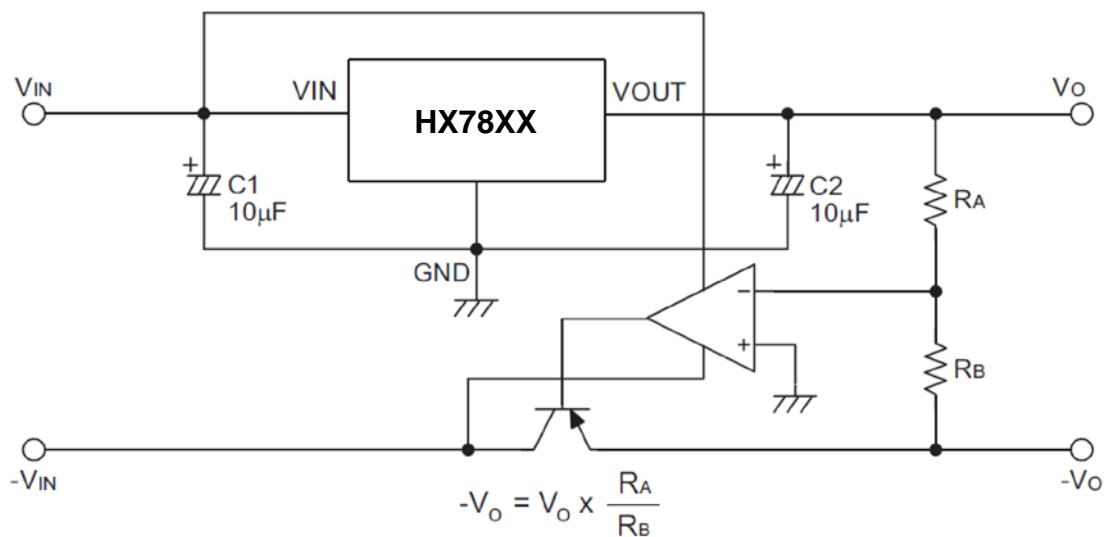 VIN
VIN
HX78XX
VOUT
VO
+
C1
10μF
+
C2
10μF
RA
GND
−
+
RB
-VIN
-VO
-VO = VO x RA
RB